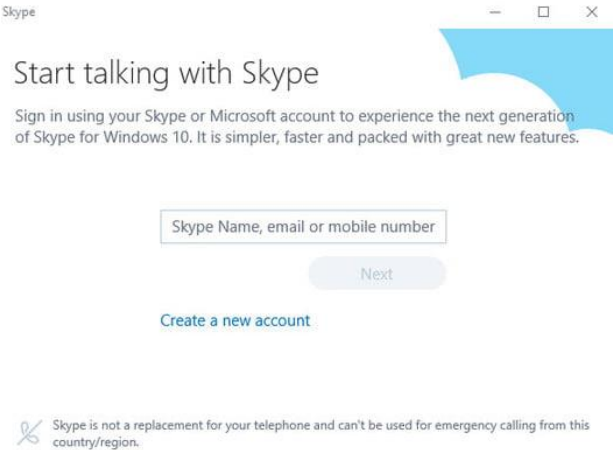 Skype
Start talking with Skype
Sign in using your Skype or Microsoft account to experience the next generation
of Skype for Windows 10. It is simpler, faster and packed with great new features.
Skype Name, email or mobile number
Next
Create a new account
Skype is not a replacement for your telephone and can't be used for emergency calling from this
country/region.